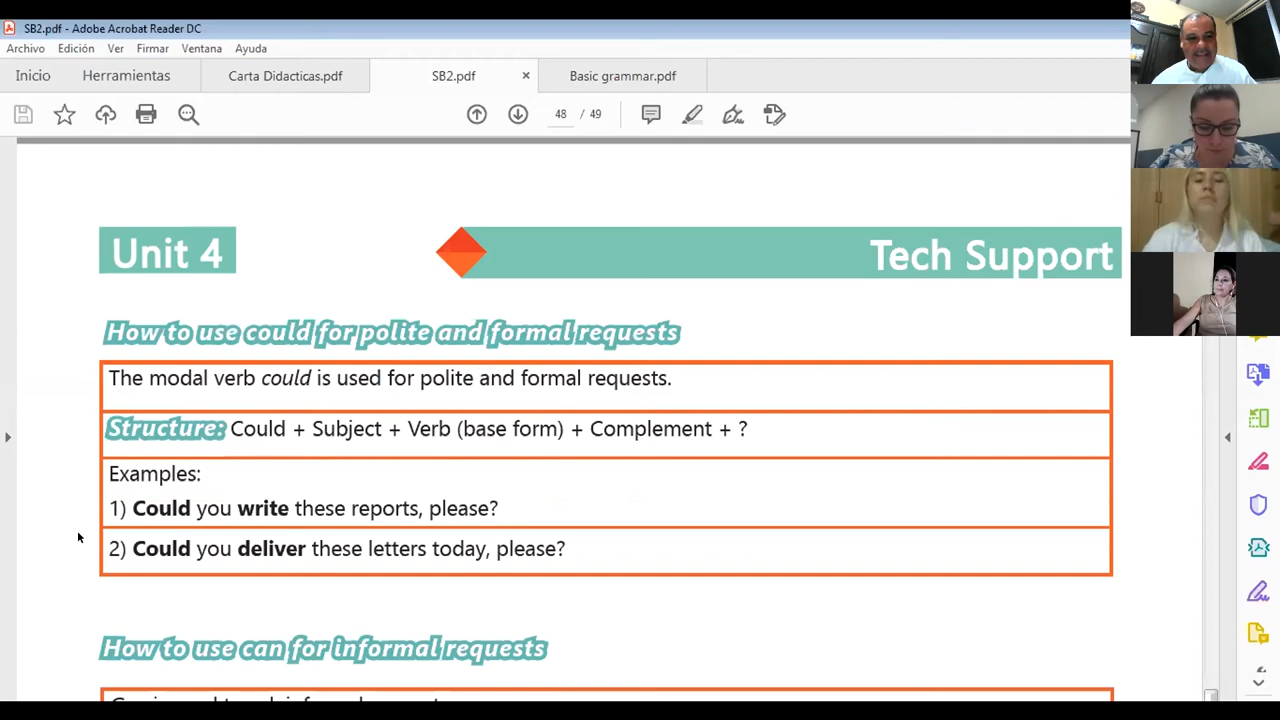 SB2.pdf - Adobe Acrobat Reader DC
Archivo Edición Ver Firmar Ventana Ayuda
Inicio Herramientas Carta Didacticas.pdf SB2.pdf × Basic grammar.pdf
48 / 49
Unit 4 Tech Support
How to use could for polite and formal requests
The modal verb could is used for polite and formal requests.
Structure: Could + Subject + Verb (base form) + Complement + ?
Examples:
1) Could you write these reports, please?
2) Could you deliver these letters today, please?
How to use can for informal requests